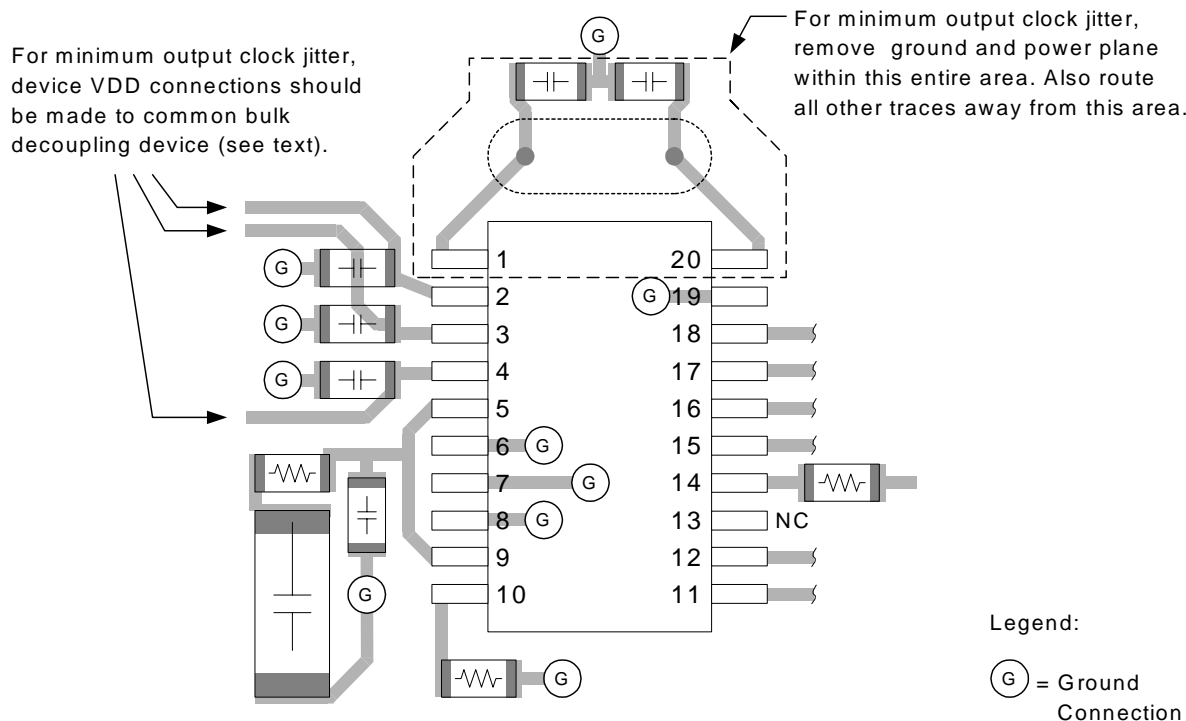 For minimum output clock jitter,
device VDD connections should
be made to common bulk
decoupling device (see text).
For minimum output clock jitter,
remove ground and power plane
within this entire area. Also route
all other traces away from this area.
G
G
G
G
1
20
2
G
19
3
18
4
17
5
16
6
G
15
7
G
14
8
G
13
NC
9
12
G
10
11
G
Legend:
G = Ground
Connection